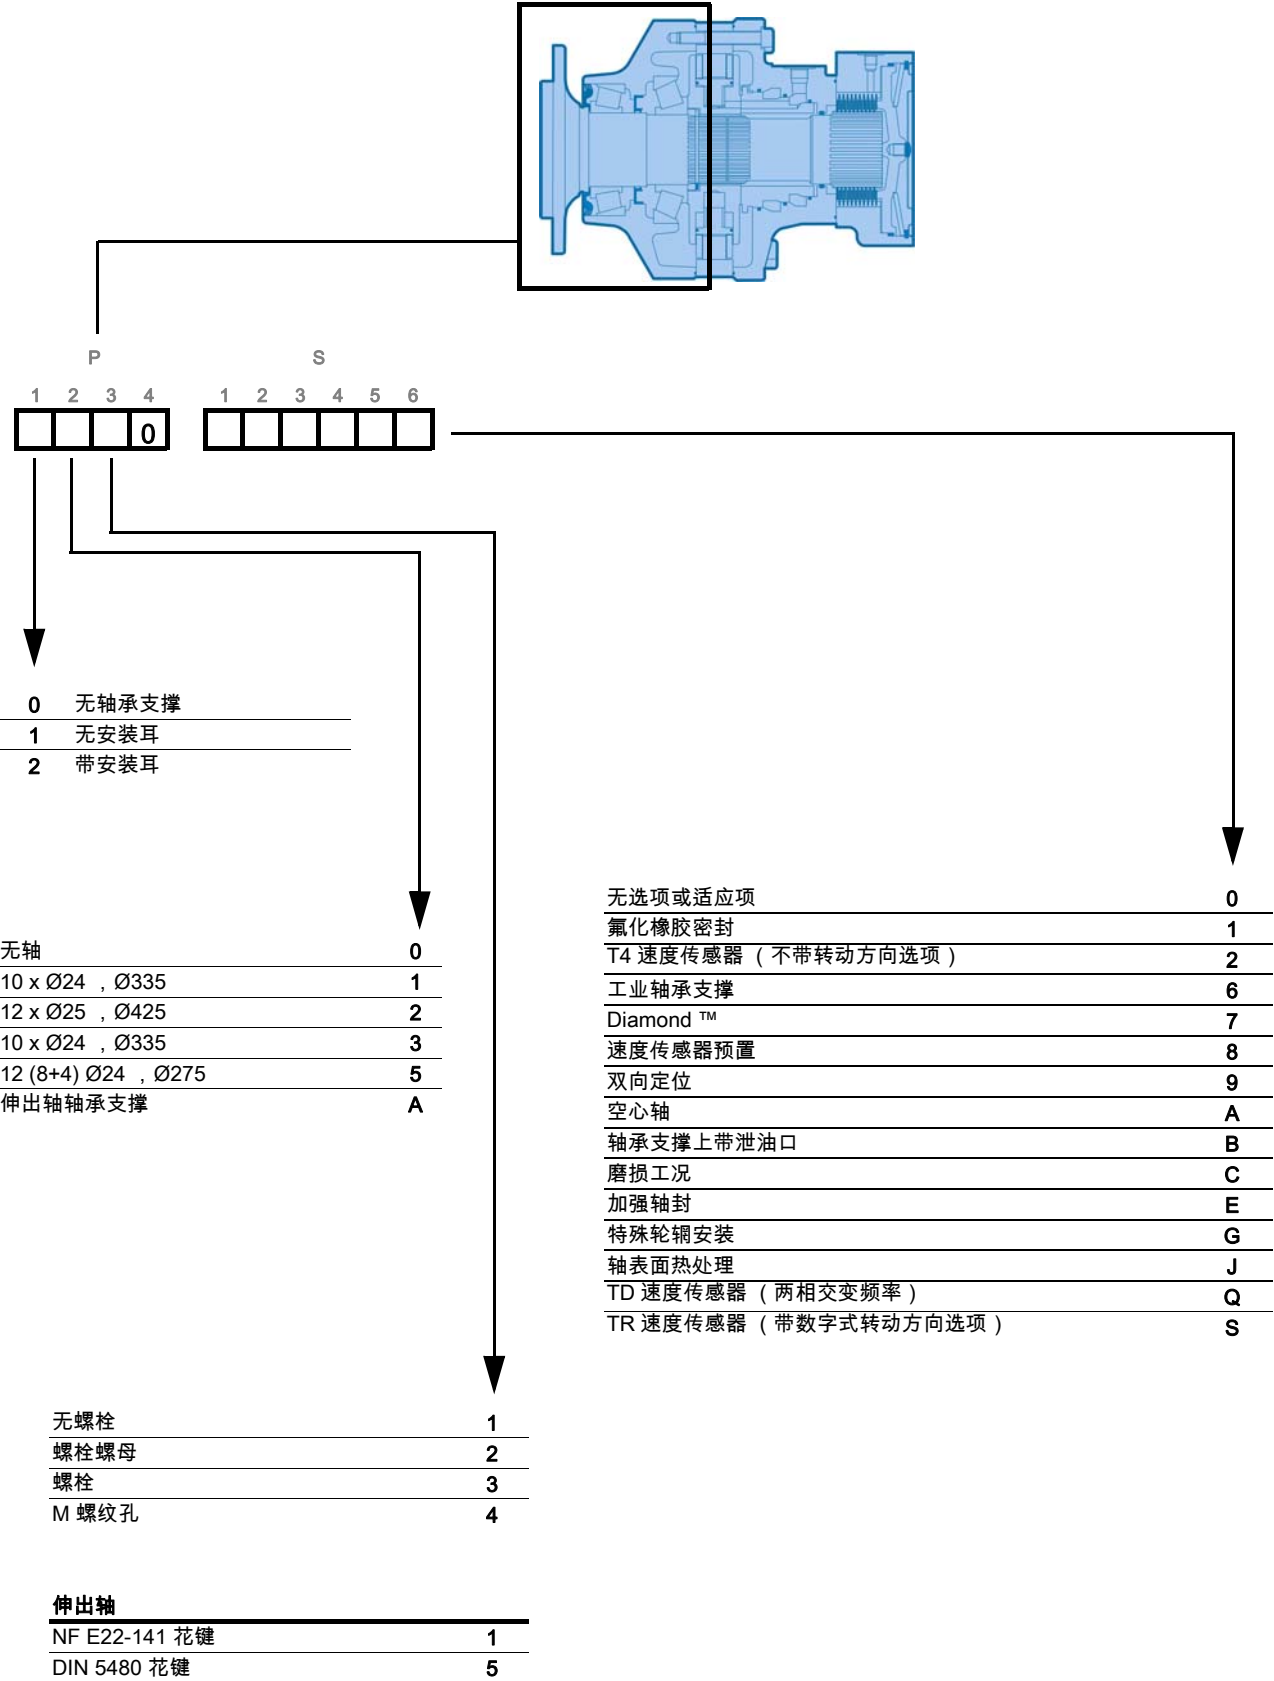 P S
1 2 3 4 1 2 3 4 5 6
0
0 无轴承支撑
1 无安装耳
2 带安装耳
无轴 0
10 x Ø24 ，Ø335 1
12 x Ø25 ，Ø425 2
10 x Ø24 ，Ø335 3
12 (8+4) Ø24 ，Ø275 5
伸出轴轴承支撑 A
无选项或适应项 0
氟化橡胶密封 1
T4 速度传感器 （不带转动方向选项） 2
工业轴承支撑 6
Diamond ™ 7
速度传感器预置 8
双向定位 9
空心轴 A
轴承支撑上带泄油口 B
磨损工况 C
加强轴封 E
特殊轮辋安装 G
轴表面热处理 J
TD 速度传感器 （两相交变频率） Q
TR 速度传感器 （带数字式转动方向选项） S
无螺栓 1
螺栓螺母 2
螺栓 3
M 螺纹孔 4
伸出轴
NF E22-141 花键 1
DIN 5480 花键 5